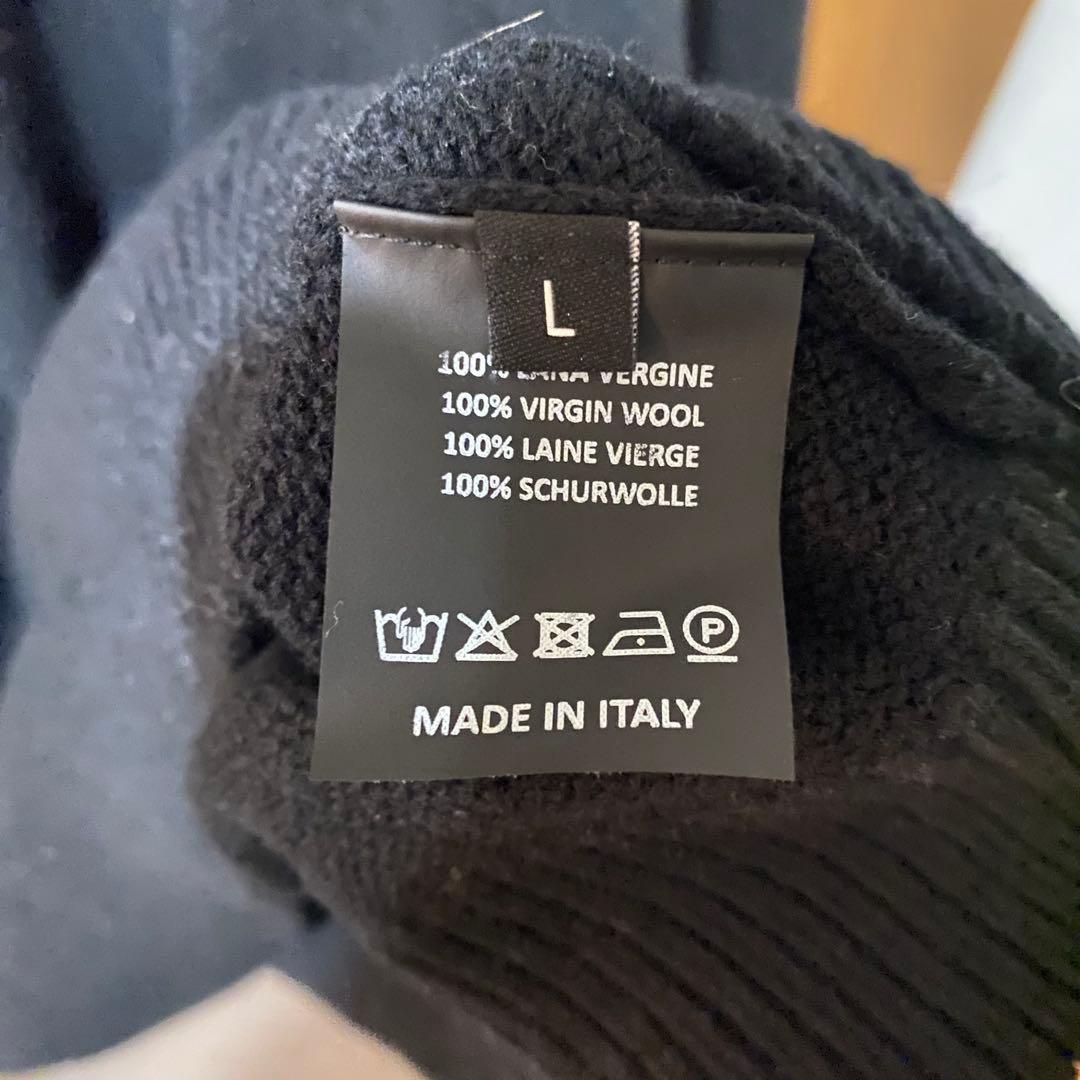 L
100% LANA VERGINE
100% VIRGIN WOOL
100% LAINE VIERGE
100% SCHURWOLLE
P
MADE IN ITALY